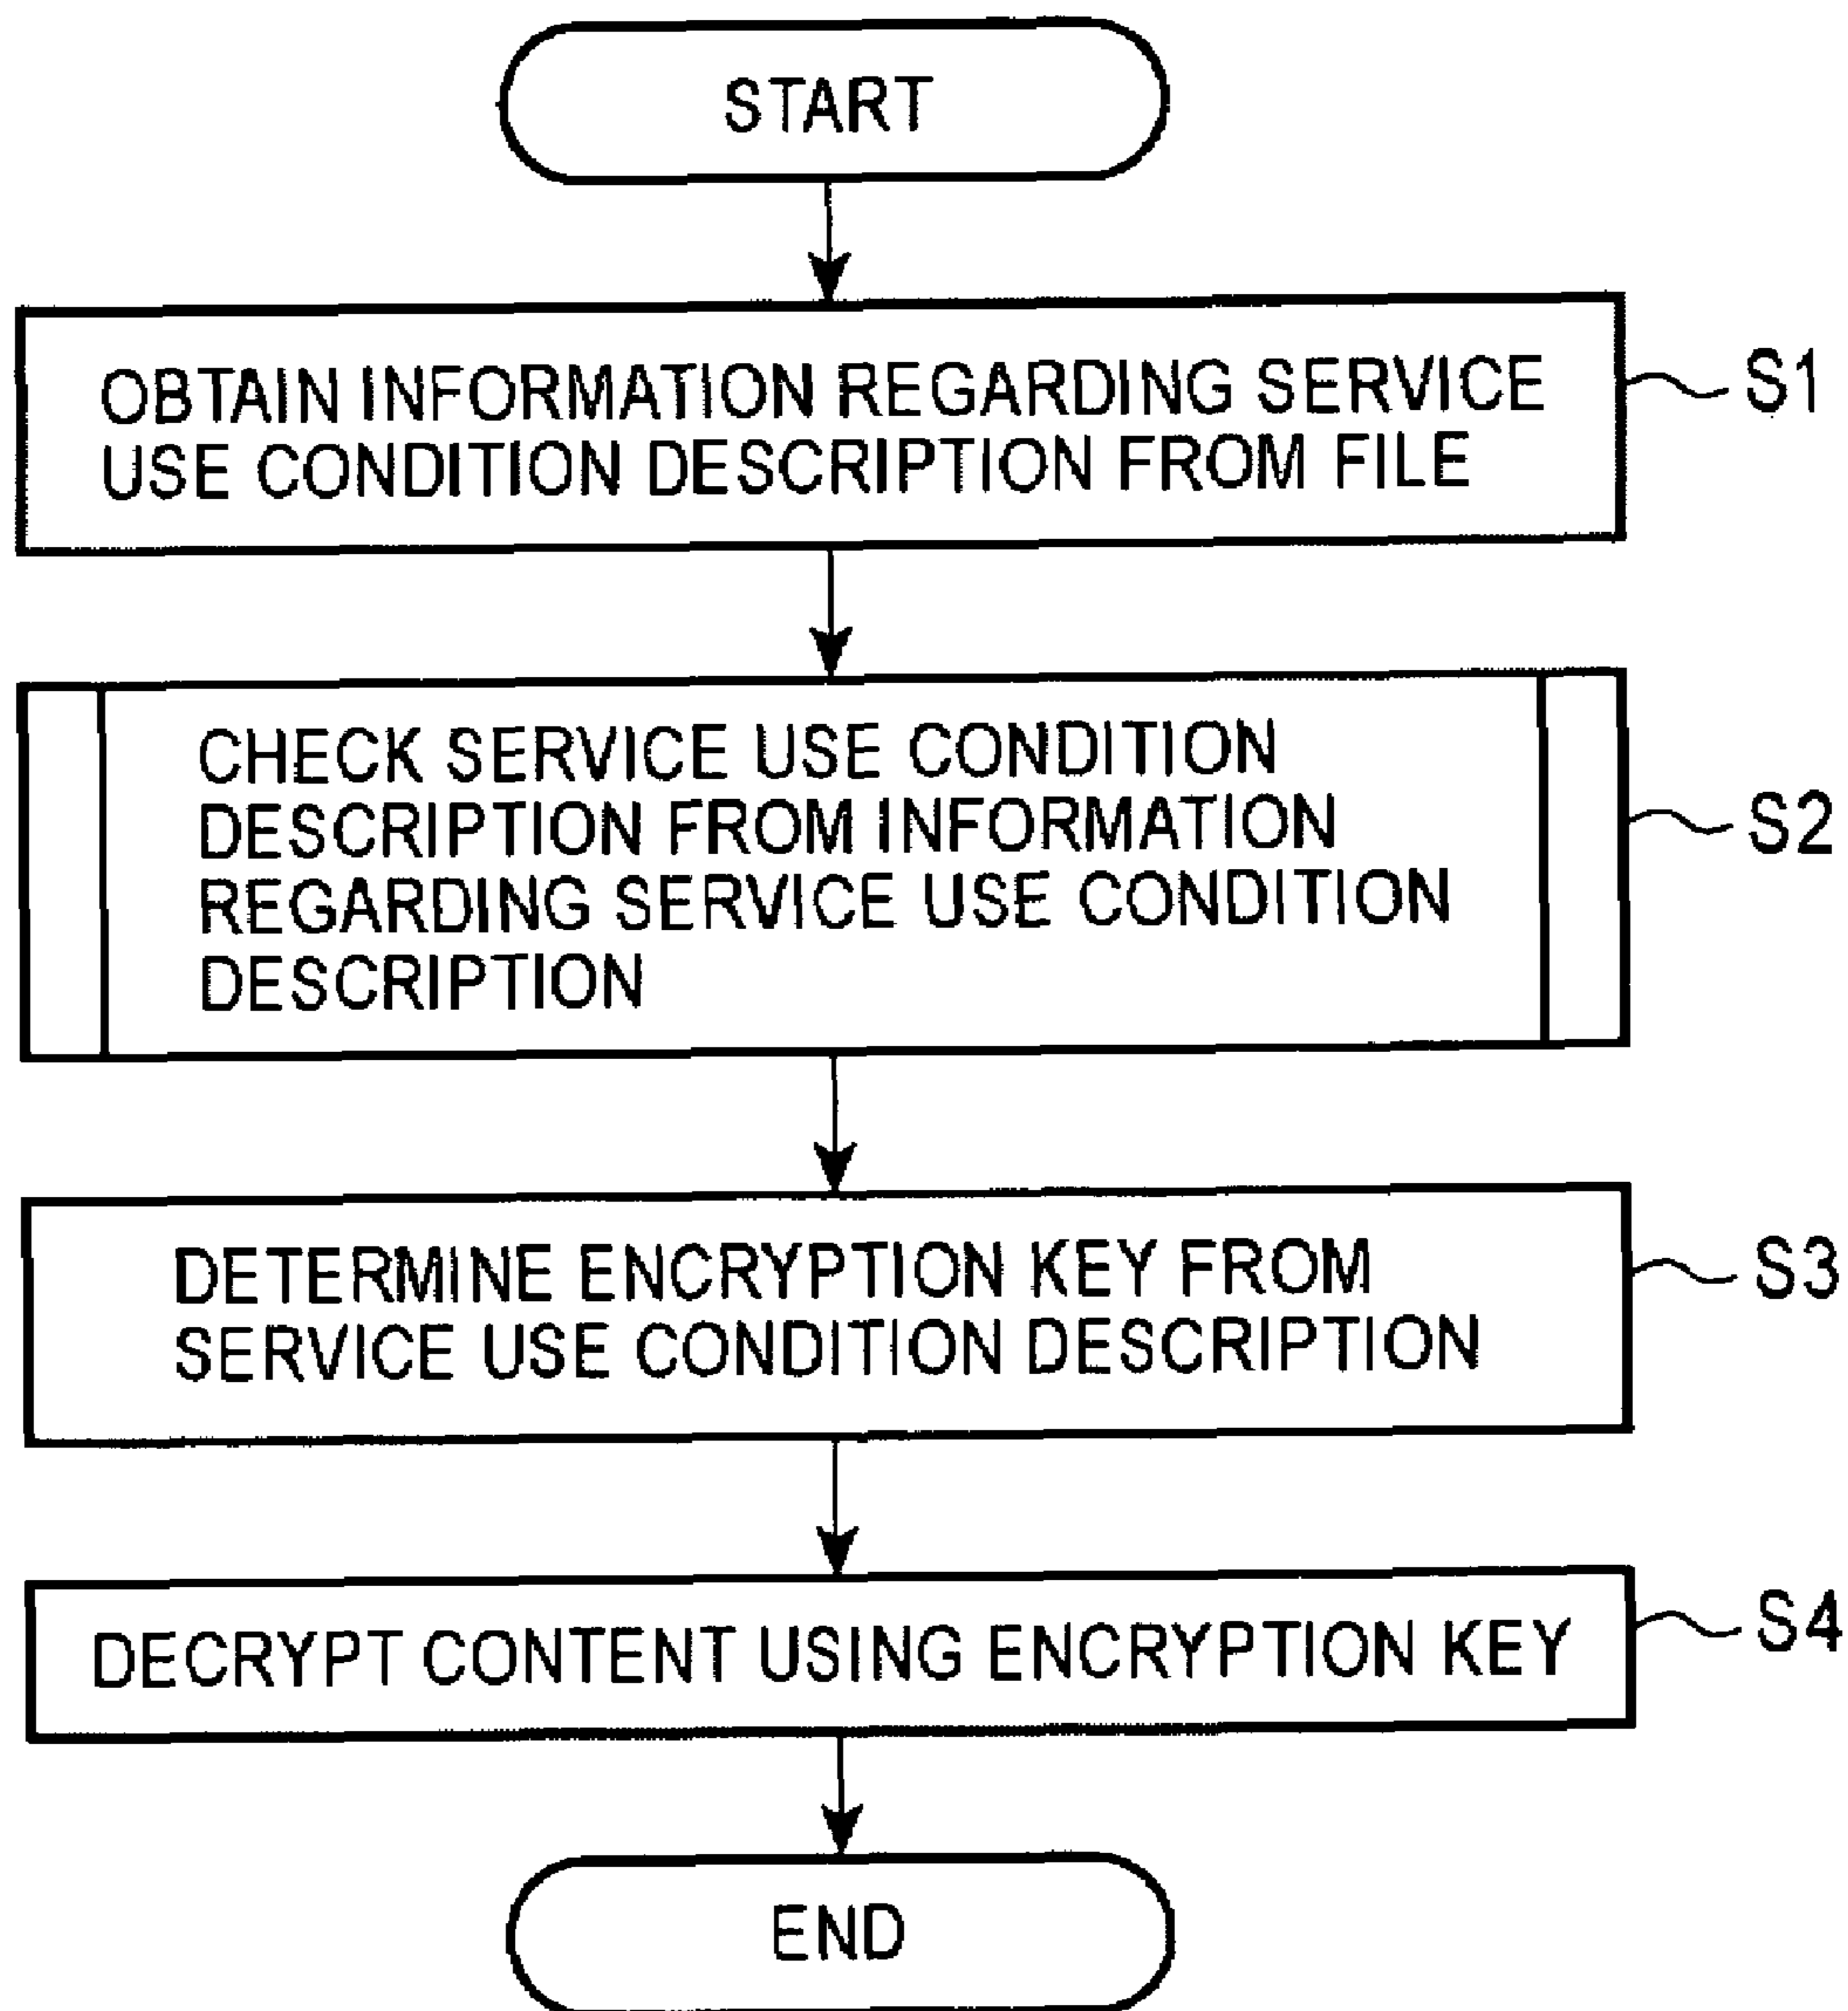 START
OBTAIN INFORMATION REGARDING SERVICE
USE CONDITION DESCRIPTION FROM FILE
S1
CHECK SERVICE USE CONDITION
DESCRIPTION FROM INFORMATION
REGARDING SERVICE USE CONDITION
DESCRIPTION
S2
DETERMINE ENCRYPTION KEY FROM
SERVICE USE CONDITION DESCRIPTION
S3
DECRYPT CONTENT USING ENCRYPTION KEY
S4
END